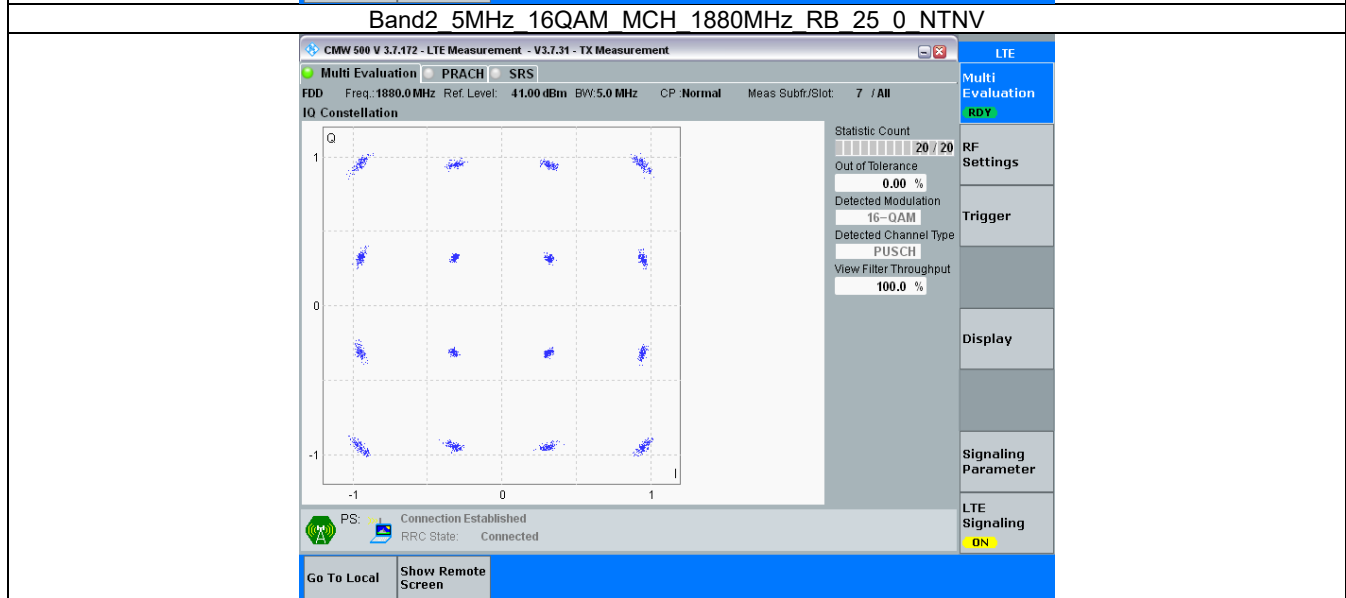 Band2_5MHz_16QAM_MCH_1880MHz_RB_25_0_NTNV
CMW 500 V 3.7.172 - LTE Measurement - V3.7.31 - TX Measurement
LTE
Multi Evaluation PRACH SRS
Multi Evaluation
RDY
FDD Freq.:1880.0 MHz Ref. Level: 41.00 dBm BW:5.0 MHz CP :Normal Meas Subfr./Slot: 7 / All
IQ Constellation
Q
1
0
-1
I
-1 0 1
Statistic Count
20 / 20
Out of Tolerance
0.00 %
Detected Modulation
16-QAM
Detected Channel Type
PUSCH
View Filter Throughput
100.0 %
RF Settings
Trigger
Display
Signaling Parameter
LTE Signaling
ON
PS: Connection Established
RRC State: Connected
Go To Local
Show Remote Screen